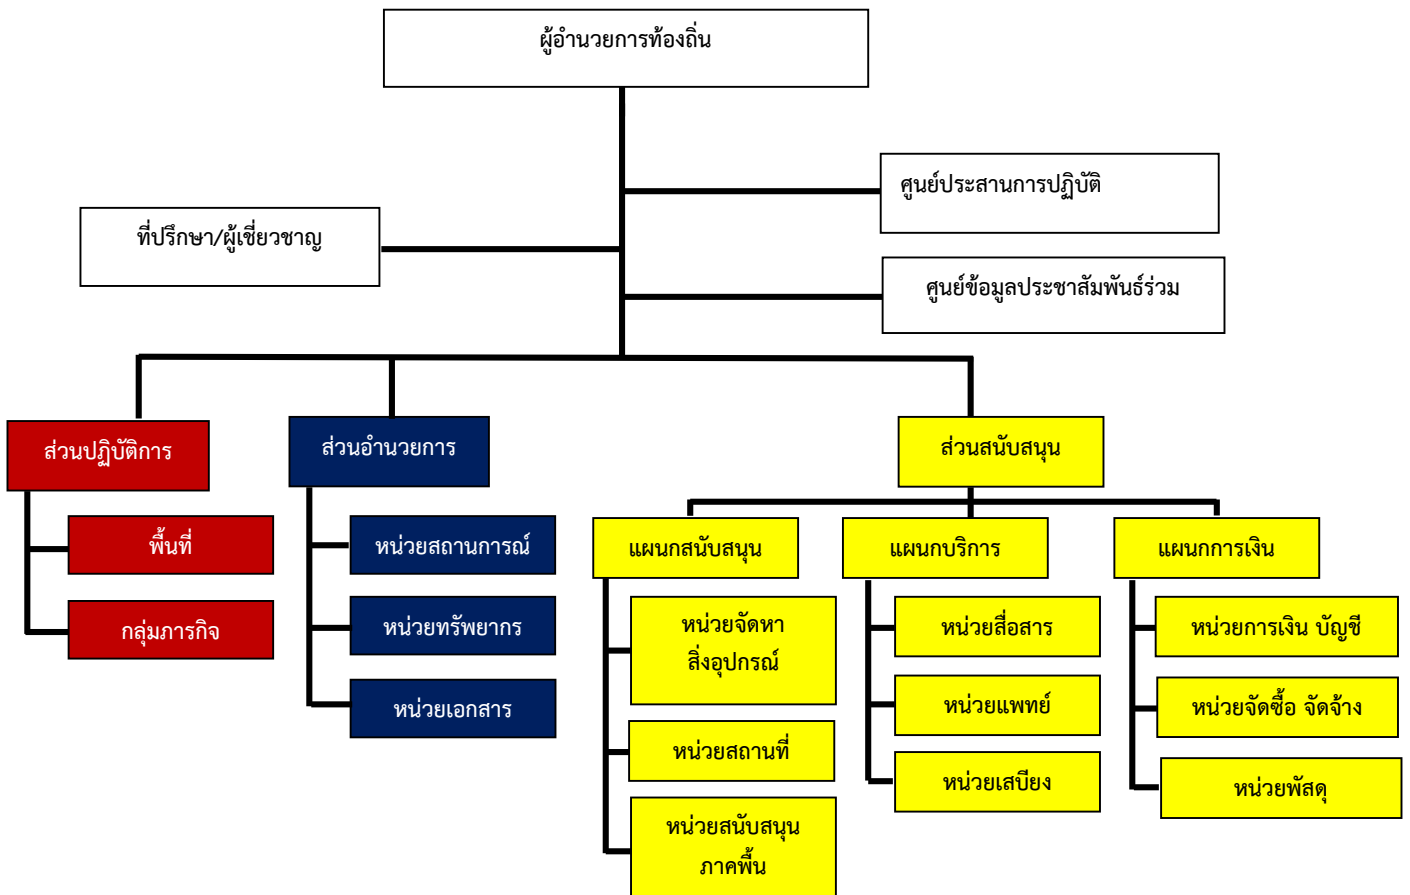 ผู้อำนวยการท้องถิ่น
ศูนย์ประสานการปฏิบัติ
ที่ปรึกษา/ผู้เชี่ยวชาญ
ศูนย์ข้อมูลประชาสัมพันธ์ร่วม
ส่วนปฏิบัติการ
พื้นที่
กลุ่มภารกิจ
ส่วนอำนวยการ
หน่วยสถานการณ์
หน่วยทรัพยากร
หน่วยเอกสาร
ส่วนสนับสนุน
แผนกสนับสนุน
หน่วยจัดหา
สิ่งอุปกรณ์
หน่วยสถานที่
หน่วยสนับสนุน
ภาคพื้น
แผนกบริการ
หน่วยสื่อสาร
หน่วยแพทย์
หน่วยเสบียง
แผนกการเงิน
หน่วยการเงิน บัญชี
หน่วยจัดซื้อ จัดจ้าง
หน่วยพัสดุ